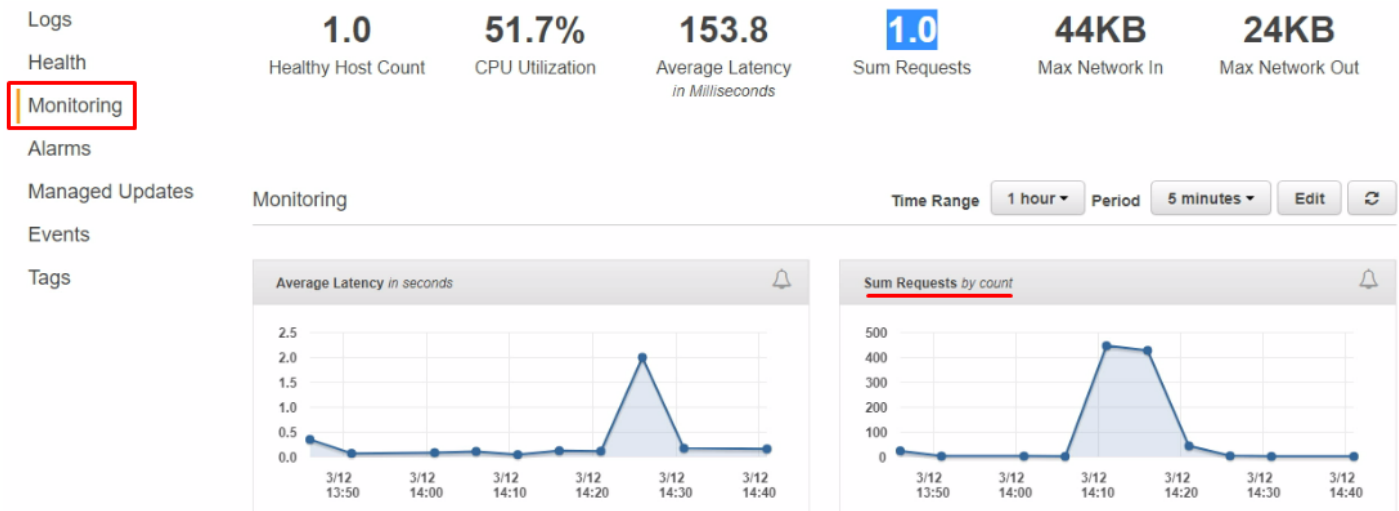 Logs
Health
Monitoring
Alarms
Managed Updates
Events
Tags
1.0
Healthy Host Count
51.7%
CPU Utilization
153.8
Average Latency
in Milliseconds
1.0
Sum Requests
44KB
Max Network In
24KB
Max Network Out
Monitoring
Time Range 1 hour Period 5 minutes Edit
Average Latency in seconds
2.5
2.0
1.5
1.0
0.5
0.0
3/12 3/12 3/12 3/12 3/12 3/12
13:50 14:00 14:10 14:20 14:30 14:40
Sum Requests by count
500
400
300
200
100
0
3/12 3/12 3/12 3/12 3/12 3/12
13:50 14:00 14:10 14:20 14:30 14:40